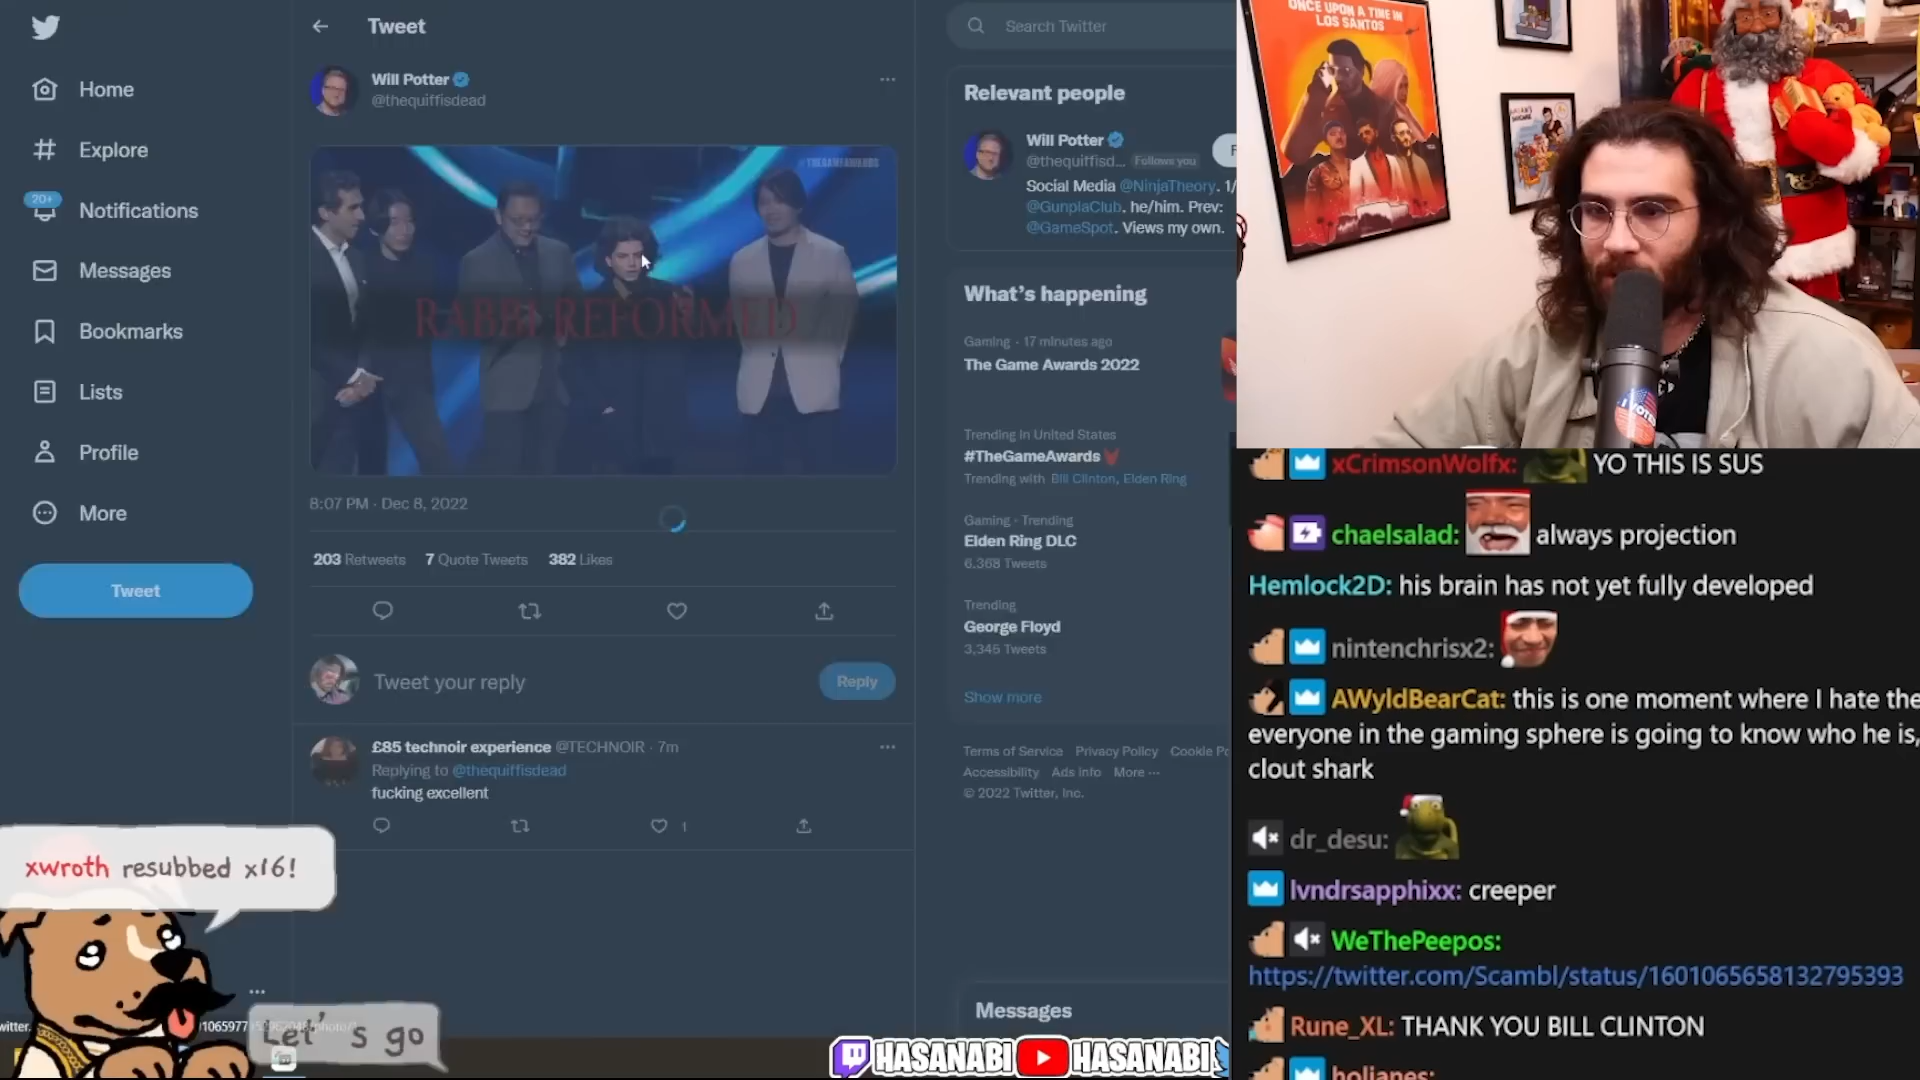 Home
Explore
20+
Notifications
Messages
Bookmarks
Lists
Profile
More
Tweet
Tweet
Will Potter
@thequiffisdead
@THEGAMEAWARDS
RABBI REFORMED
8:07 PM · Dec 8, 2022
203 Retweets 7 Quote Tweets 382 Likes
Tweet your reply
Reply
£85 technoir experience @TECHNOIR · 7m
Replying to @thequiffisdead
fucking excellent
1
Search Twitter
Relevant people
Will Potter
@thequiffisd... Follows you
F
Social Media @NinjaTheory. 1/
@GunplaClub. he/him. Prev:
@GameSpot. Views my own.
What's happening
Gaming · 17 minutes ago
The Game Awards 2022
Trending in United States
#TheGameAwards
Trending with Bill Clinton, Elden Ring
Gaming · Trending
Elden Ring DLC
6,368 Tweets
Trending
George Floyd
3,345 Tweets
Show more
Terms of Service Privacy Policy Cookie Po
Accessibility Ads info More ...
© 2022 Twitter, Inc.
Messages
ONCE UPON A TIME IN
LOS SANTOS
I VOTED
xCrimsonWolfx: YO THIS IS SUS
chaelsalad: always projection
Hemlock2D: his brain has not yet fully developed
nintenchrisx2:
AWyldBearCat: this is one moment where I hate the
everyone in the gaming sphere is going to know who he is,
clout shark
dr_desu:
lvndrsapphixx: creeper
WeThePeepos:
https://twitter.com/Scambl/status/1601065658132795393
Rune_XL: THANK YOU BILL CLINTON
holianes:
xwroth resubbed x16!
Let's go
HASANABI HASANABI